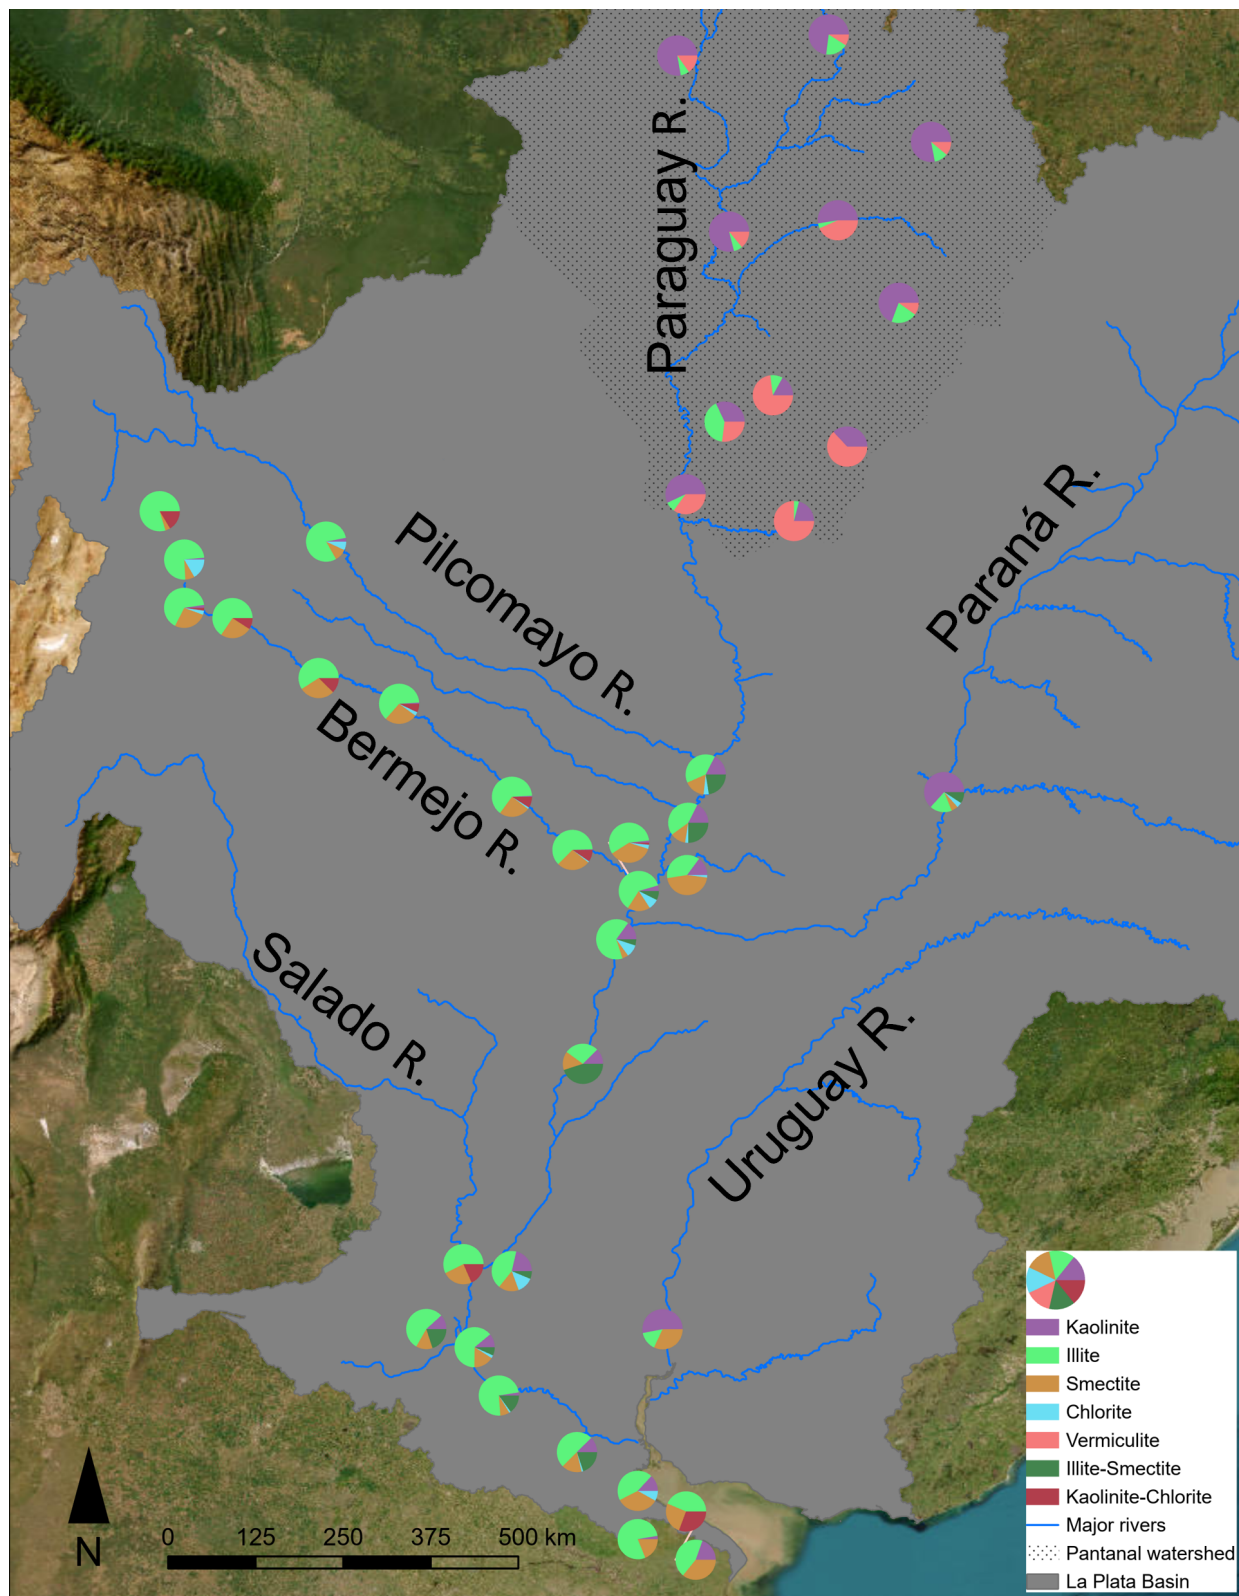 Paraguay R.
Pilcomayo R.
Paraná R.
Bermejo R.
Salado R.
Uruguay R.
Kaolinite
Illite
Smectite
Chlorite
Vermiculite
Illite-Smectite
Kaolinite-Chlorite
Major rivers
Pantanal watershed
La Plata Basin
N
0 125 250 375 500 km